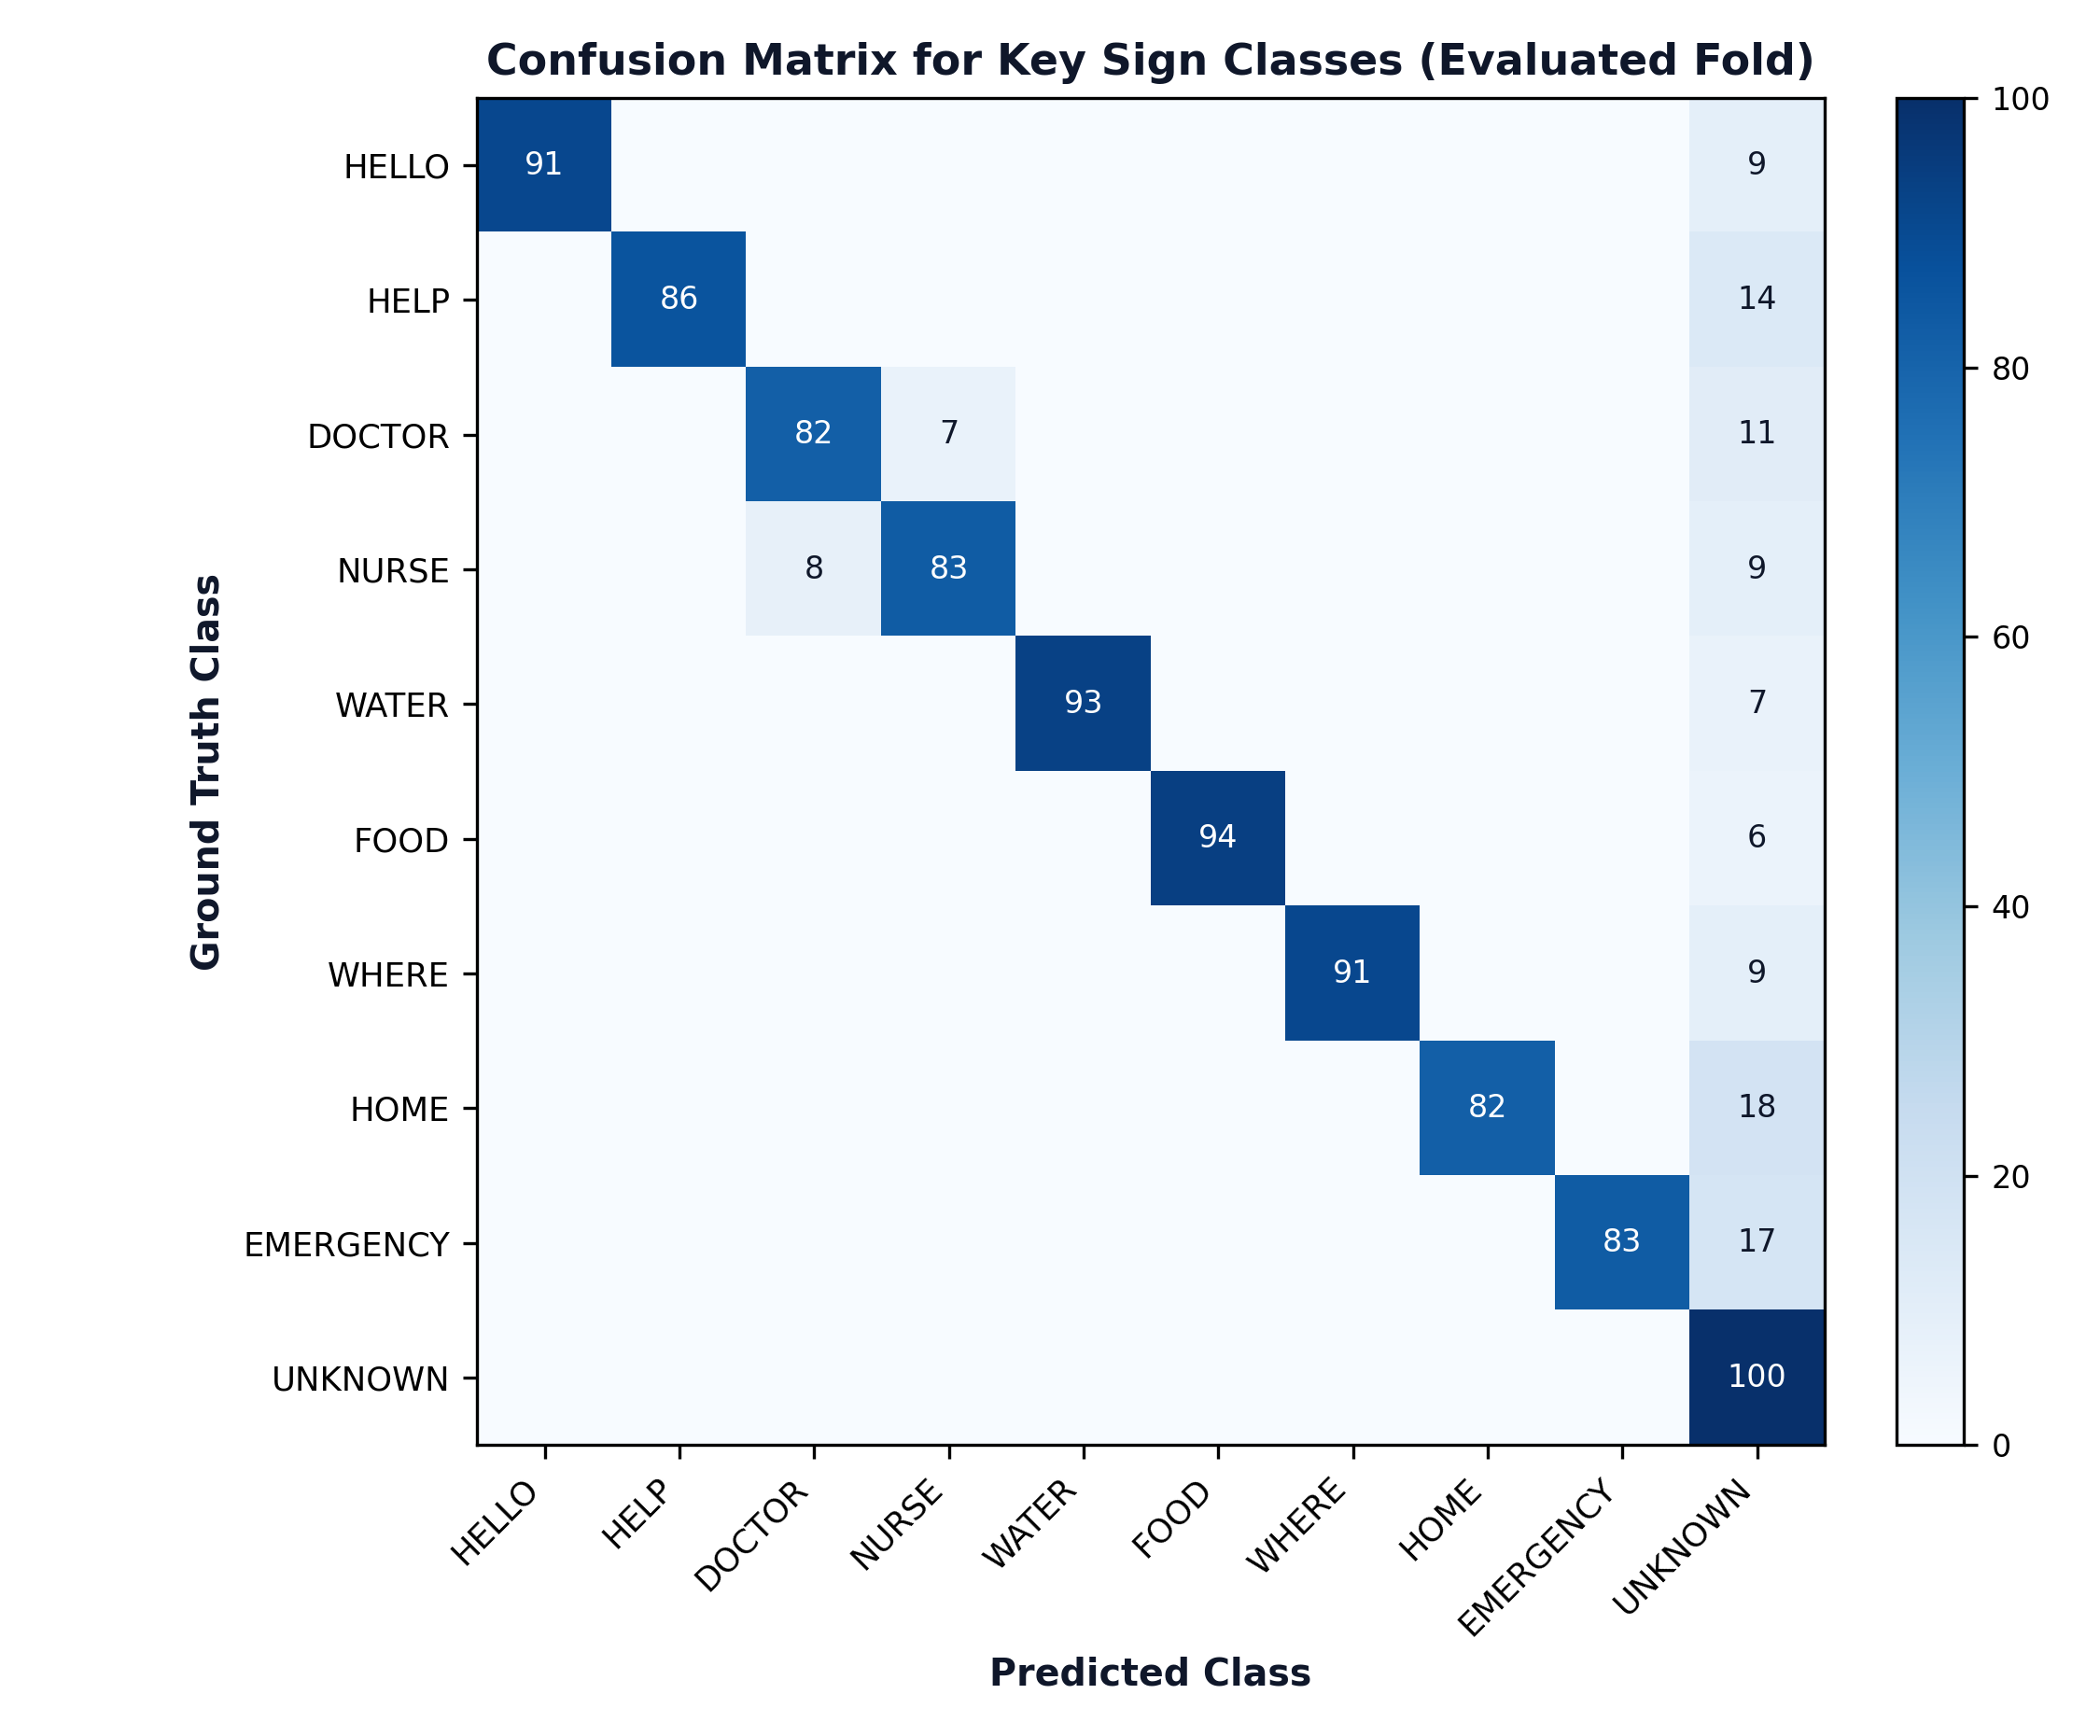 Confusion Matrix for Key Sign Classes (Evaluated Fold)
100
HELLO 91 9
HELP 86 14
80
DOCTOR 82 7 11
NURSE 8 83 9
60
WATER 93 7
FOOD 94 6
40
WHERE 91 9
HOME 82 18
20
EMERGENCY 83 17
UNKNOWN 100
0
Ground Truth Class
HELLO HELP DOCTOR NURSE WATER FOOD WHERE HOME EMERGENCY UNKNOWN
Predicted Class